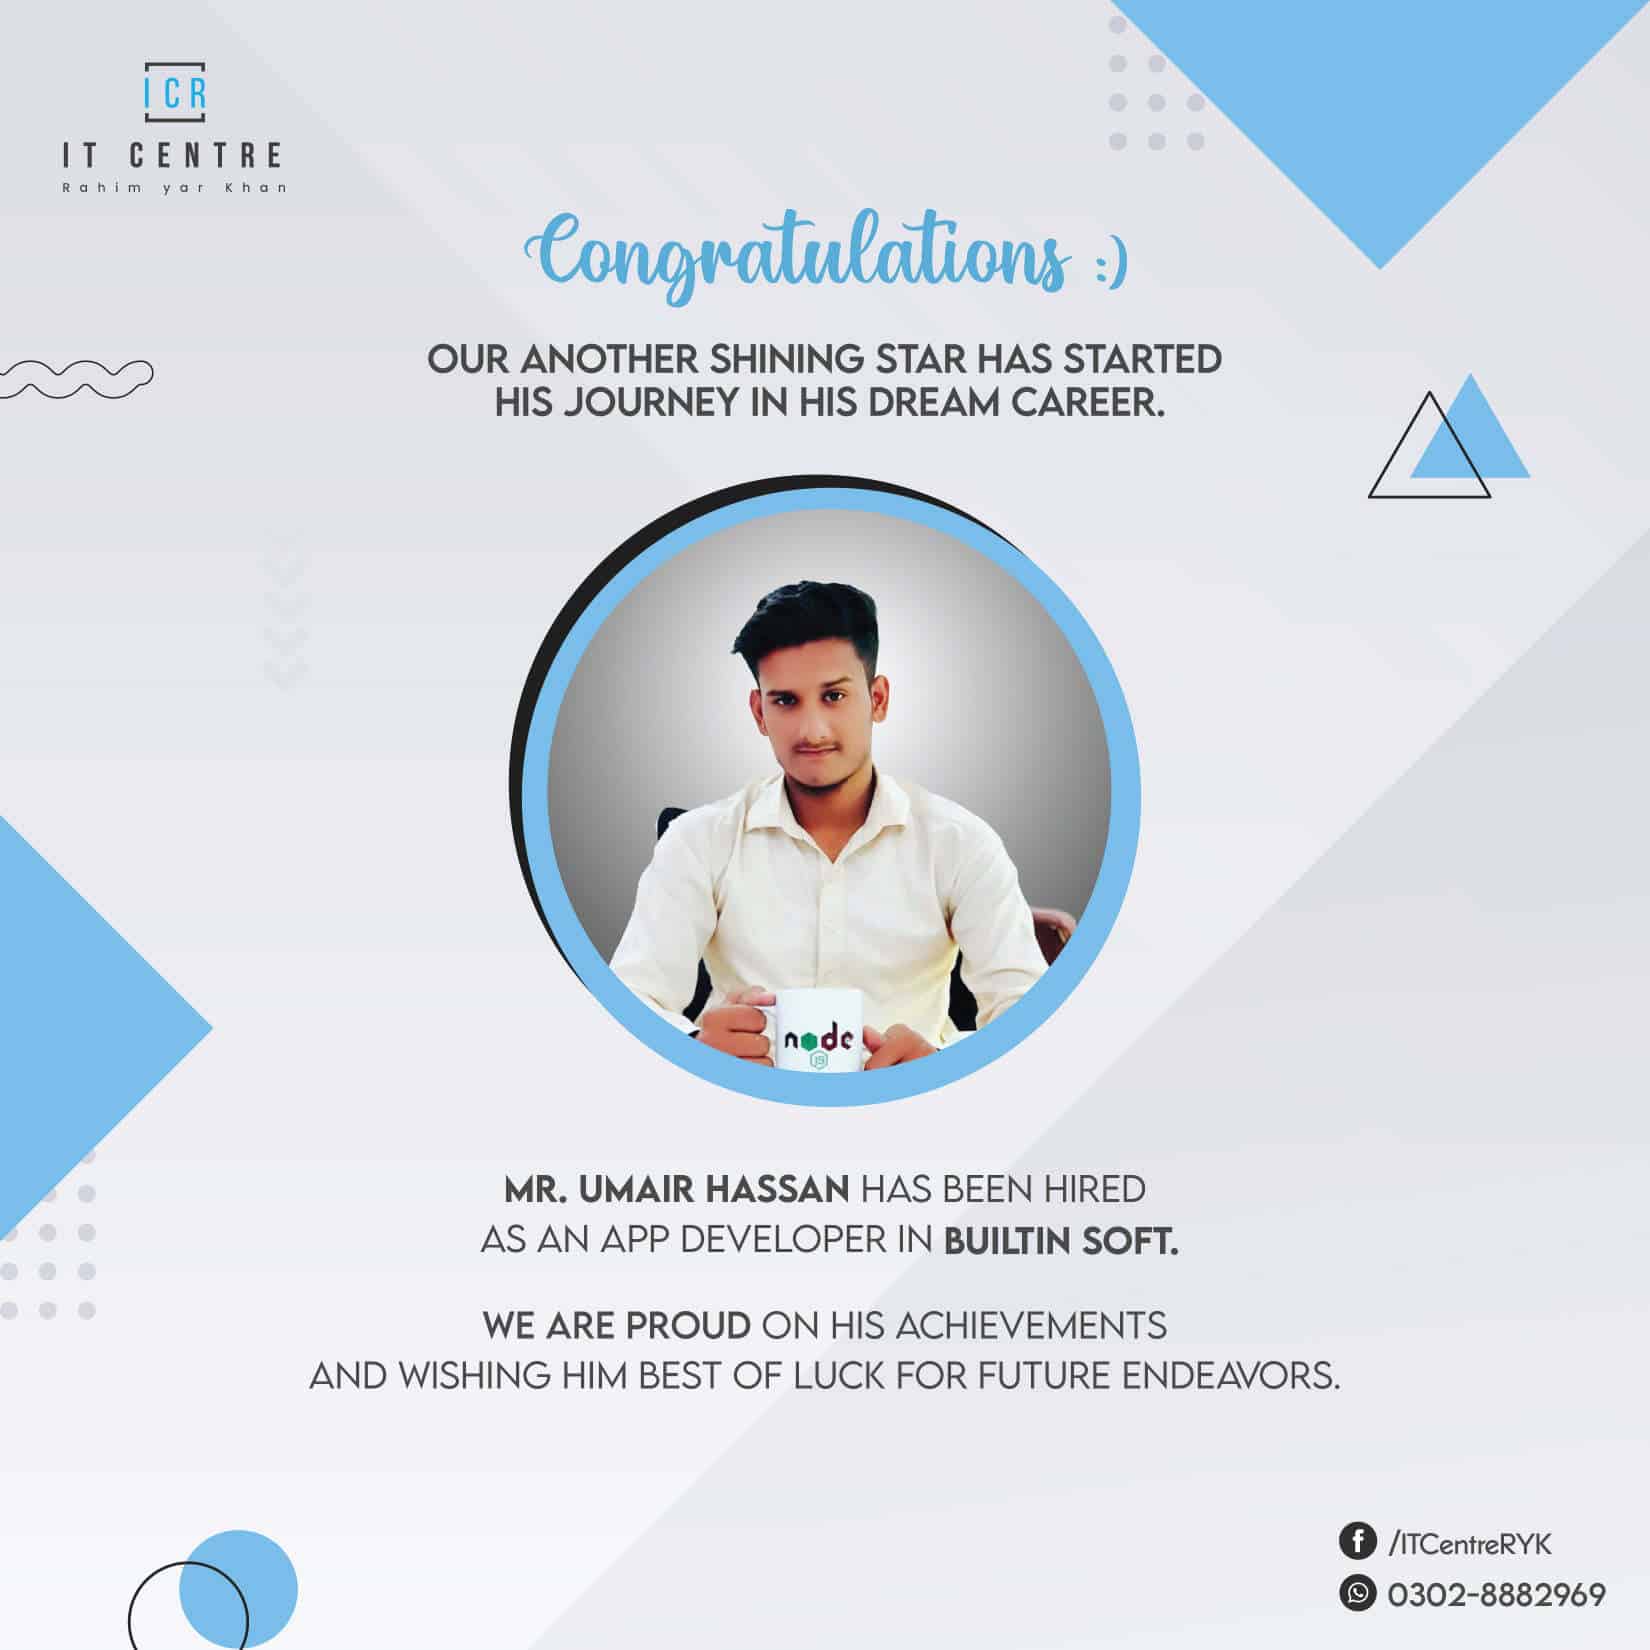 ICR
IT CENTRE
Rahim yar Khan
Congratulations :)
OUR ANOTHER SHINING STAR HAS STARTED
HIS JOURNEY IN HIS DREAM CAREER.
node
JS
MR. UMAIR HASSAN HAS BEEN HIRED
AS AN APP DEVELOPER IN BUILTIN SOFT.
WE ARE PROUD ON HIS ACHIEVEMENTS
AND WISHING HIM BEST OF LUCK FOR FUTURE ENDEAVORS.
/ITCentreRYK
0302-8882969